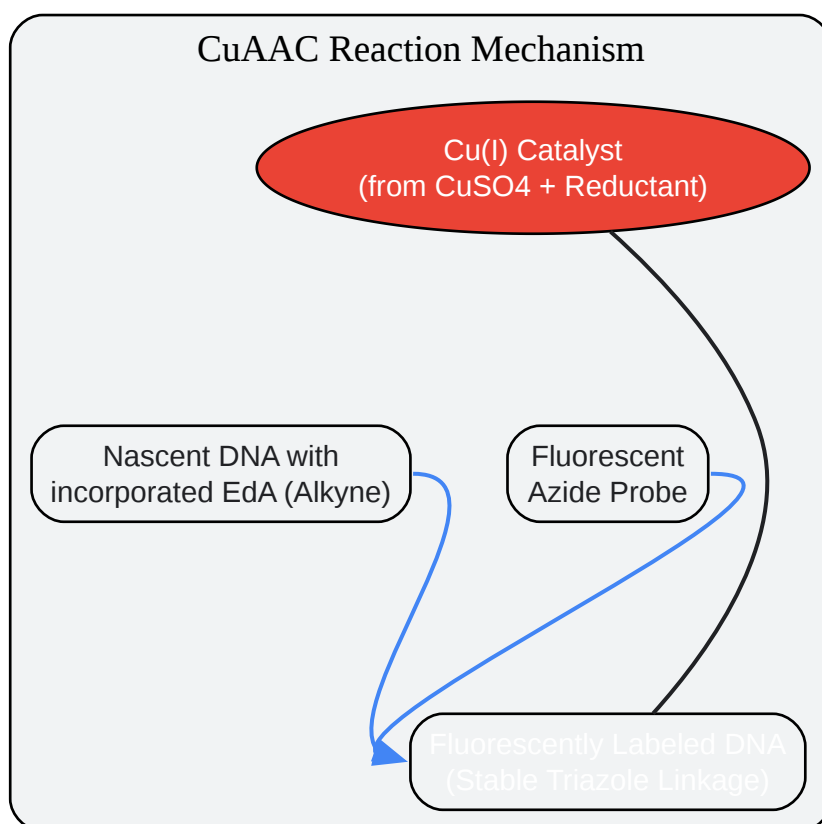 CuAAC Reaction Mechanism
Cu(I) Catalyst
(from CuSO4 + Reductant)
Nascent DNA with
incorporated EdA (Alkyne)
Fluorescent
Azide Probe
Fluorescently Labeled DNA
(Stable Triazole Linkage)